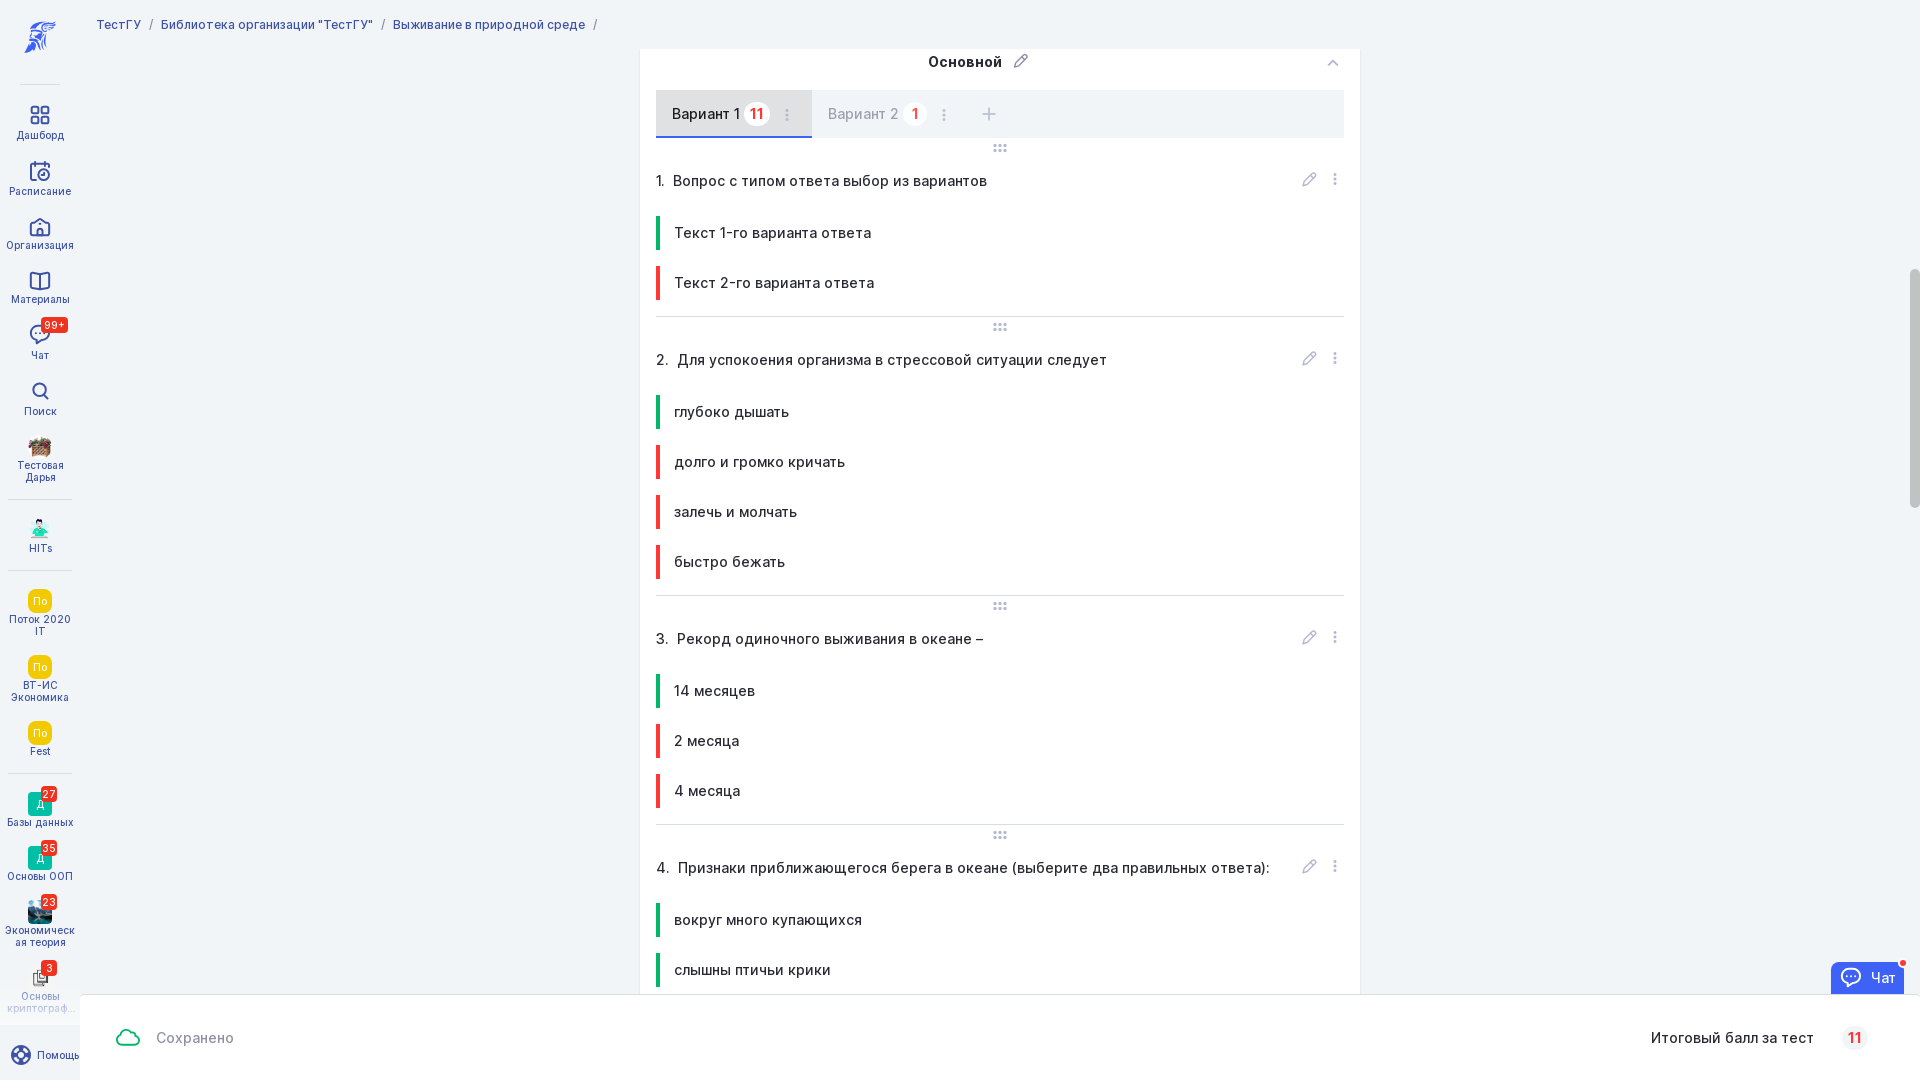 ТестГУ / Библиотека организации "ТестГУ" / Выживание в природной среде /
Дашборд
Расписание
Организация
Материалы
99+
Чат
Поиск
Тестовая
Дарья
HITs
По
Поток 2020
IT
По
ВТ-ИС
Экономика
По
Fest
27
Д
Базы данных
35
Д
Основы ООП
23
Экономическ
ая теория
3
Основы
криптограф...
Помощь
Основной
Вариант 1 11
Вариант 2 1
1. Вопрос с типом ответа выбор из вариантов
Текст 1-го варианта ответа
Текст 2-го варианта ответа
2. Для успокоения организма в стрессовой ситуации следует
глубоко дышать
долго и громко кричать
залечь и молчать
быстро бежать
3. Рекорд одиночного выживания в океане –
14 месяцев
2 месяца
4 месяца
4. Признаки приближающегося берега в океане (выберите два правильных ответа):
вокруг много купающихся
слышны птичьи крики
Чат
Сохранено
Итоговый балл за тест 11